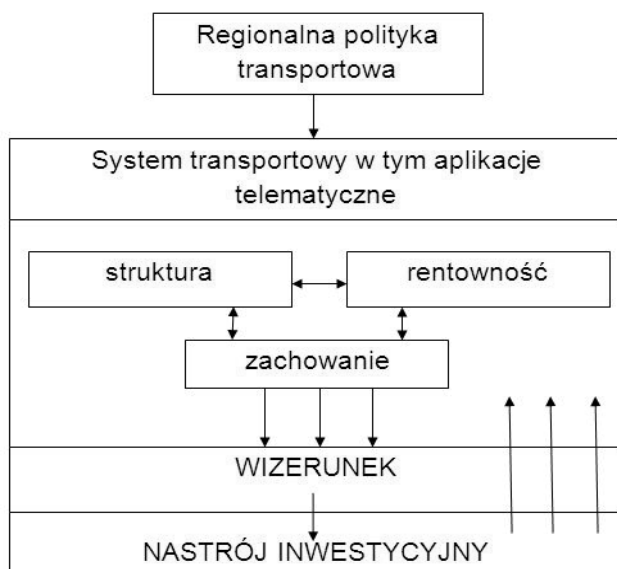 Regionalna polityka
transportowa
System transportowy w tym aplikacje
telematyczne
struktura
rentowność
zachowanie
WIZERUNEK
NASTRÓJ INWESTYCYJNY